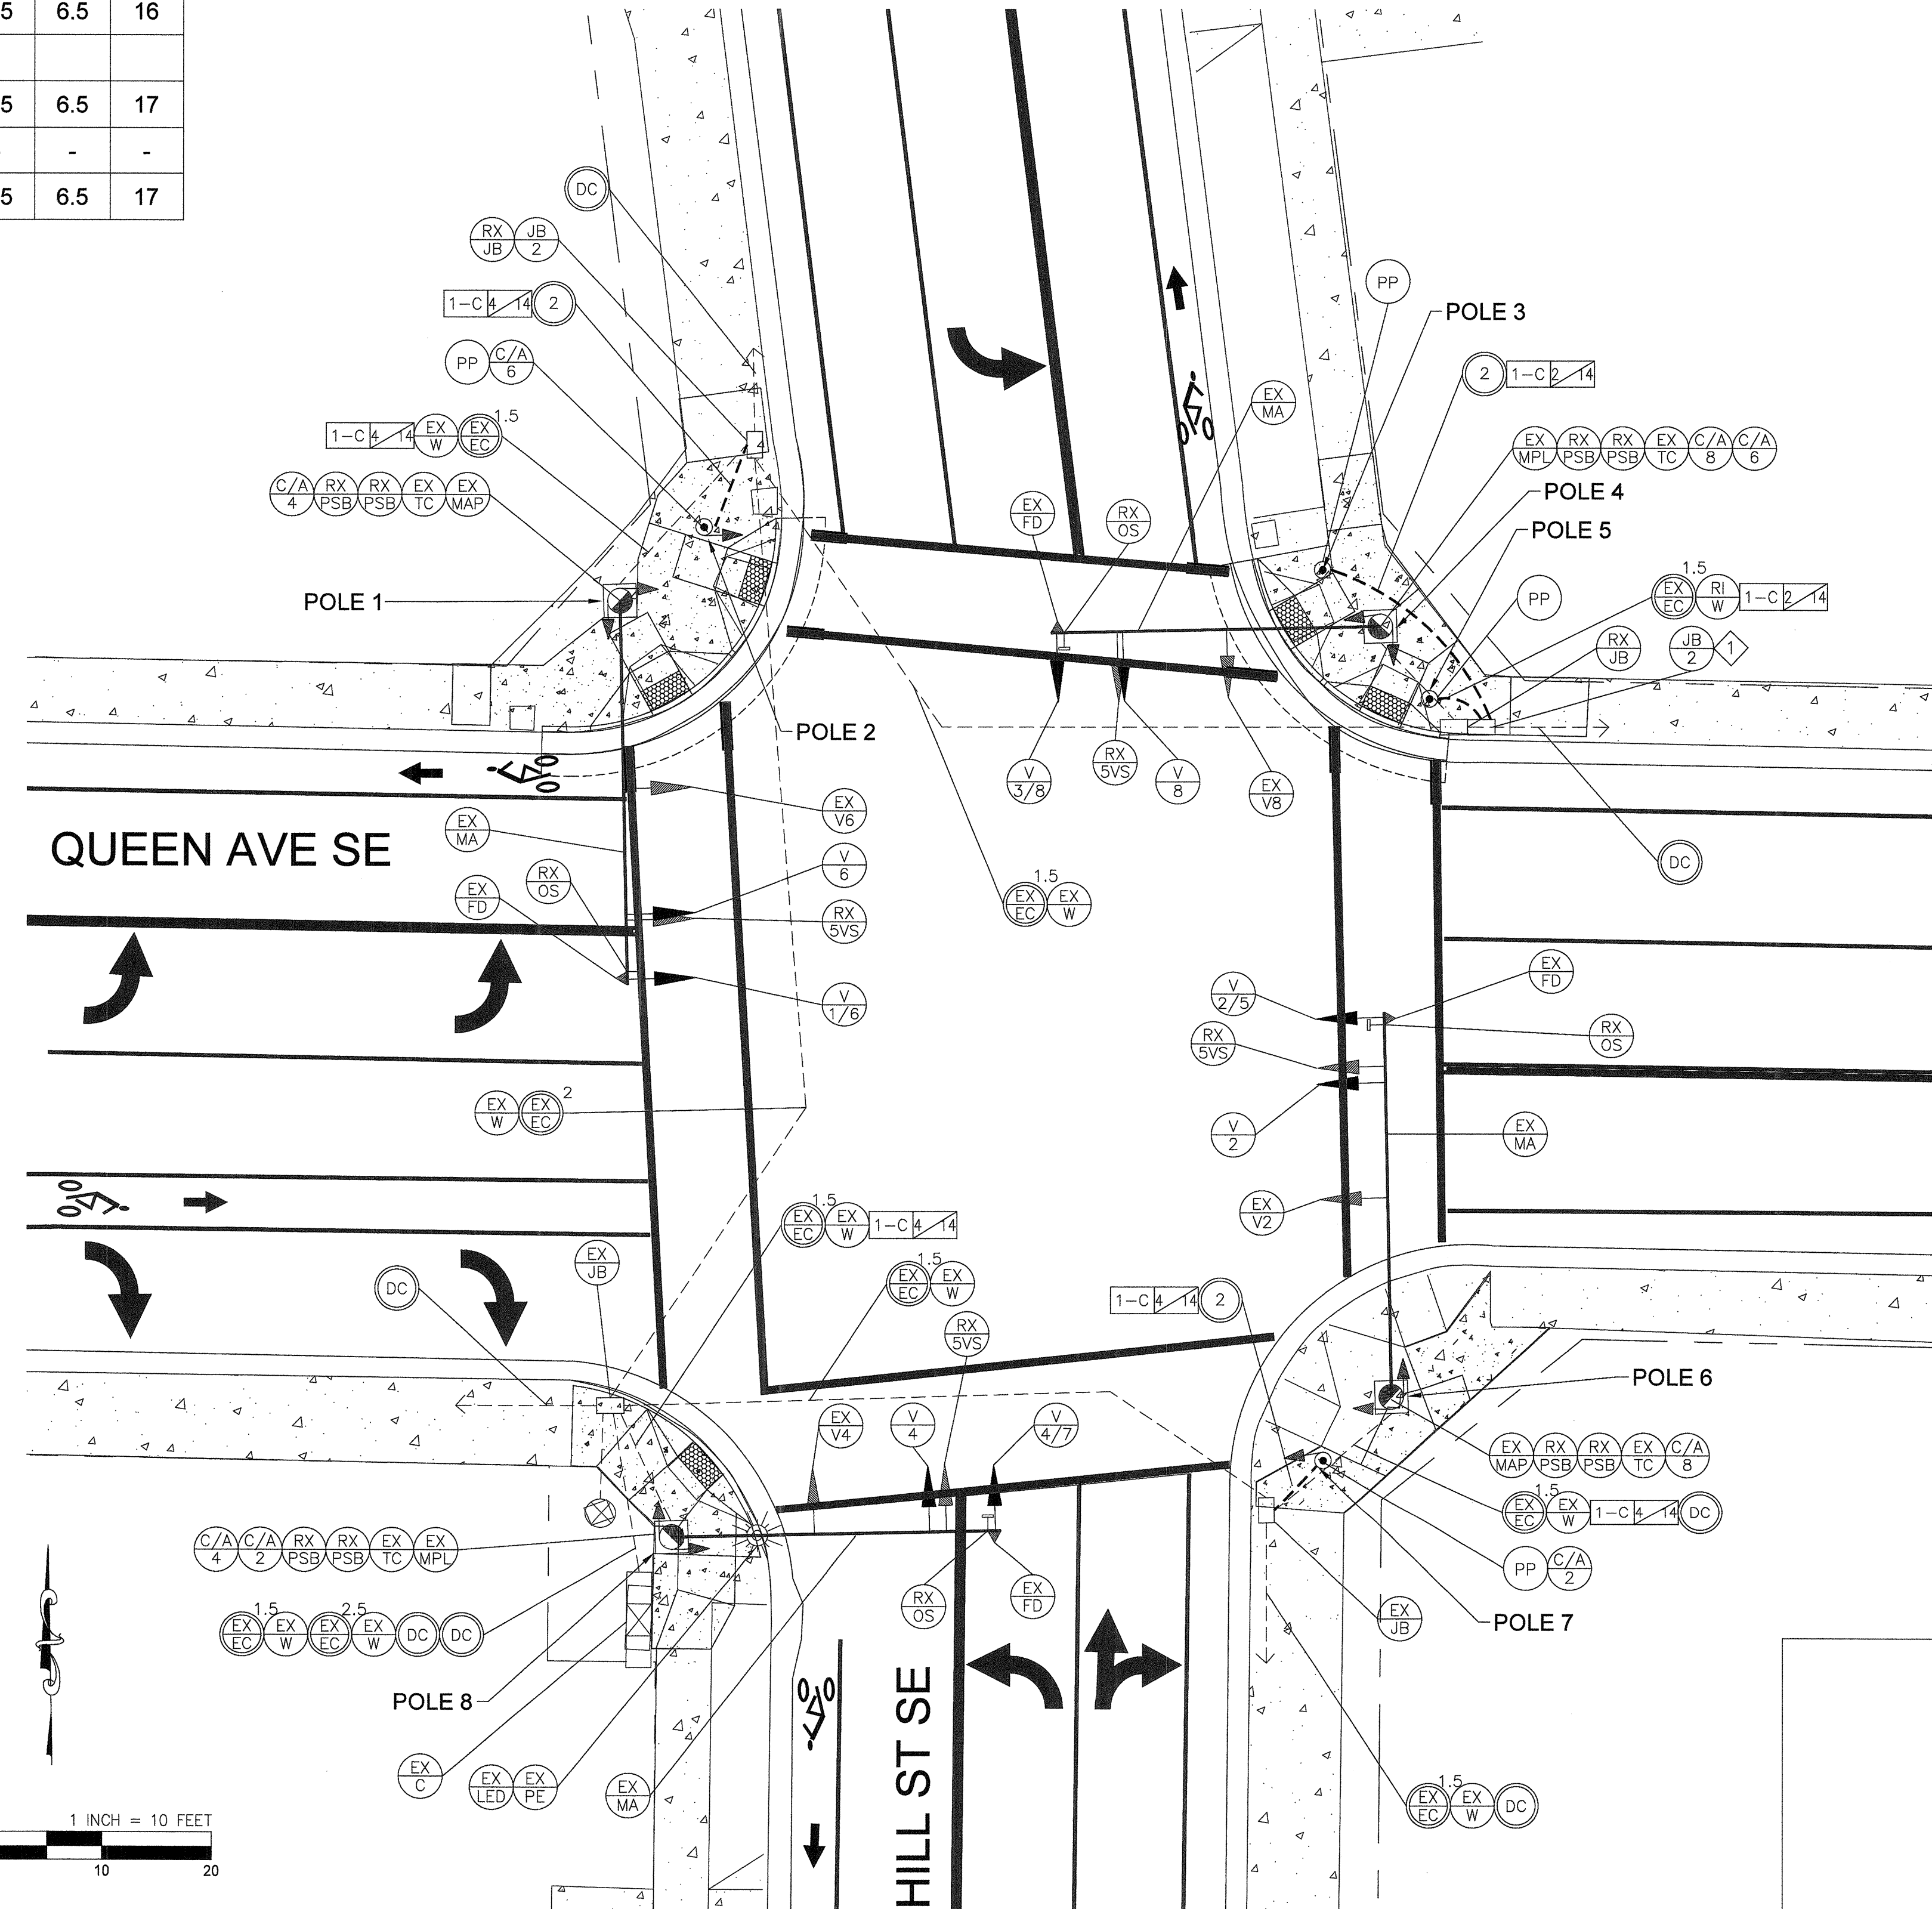 5 6.5 16
5 6.5 17
- -
5 6.5 17
DC
RX JB
JB 2
1-C 4 14 2
PP C/A 6
1-C 4 14 EX W EX EC 1.5
C/A 4 RX PSB RX PSB EX TC EX MAP
POLE 1
POLE 2
PP
POLE 3
2 1-C 2 14
EX MA
EX MPL RX PSB RX PSB EX TC C/A 8 C/A 6
POLE 4
POLE 5
EX FD
RX OS
PP
1.5
EX EC RI W 1-C 2 14
RX JB
JB 2 1
V 3/8
RX 5VS
V 8
EX V8
DC
QUEEN AVE SE
EX MA
RX OS
EX FD
EX V6
V 6
RX 5VS
V 1/6
1.5
EX EC EX W
EX FD
V 2/5
RX OS
RX 5VS
V 2
EX MA
EX V2
EX W EX EC 2
1.5
EX EC EX W 1-C 4 14
EX JB
1.5
EX EC EX W
DC
RX 5VS
1-C 4 14 2
EX V4
V 4
V 4/7
POLE 6
EX MAP RX PSB RX PSB EX TC C/A 8
1.5
EX EC EX W 1-C 4 14 DC
PP C/A 2
POLE 7
EX JB
C/A 4 C/A 2 RX PSB RX PSB EX TC EX MPL
1.5 2.5
EX EC EX W EX EC EX W DC DC
RX OS
EX FD
POLE 8
EX C
EX LED EX PE
EX MA
HILL ST SE
1.5
EX EC EX W DC
1 INCH = 10 FEET
10 20